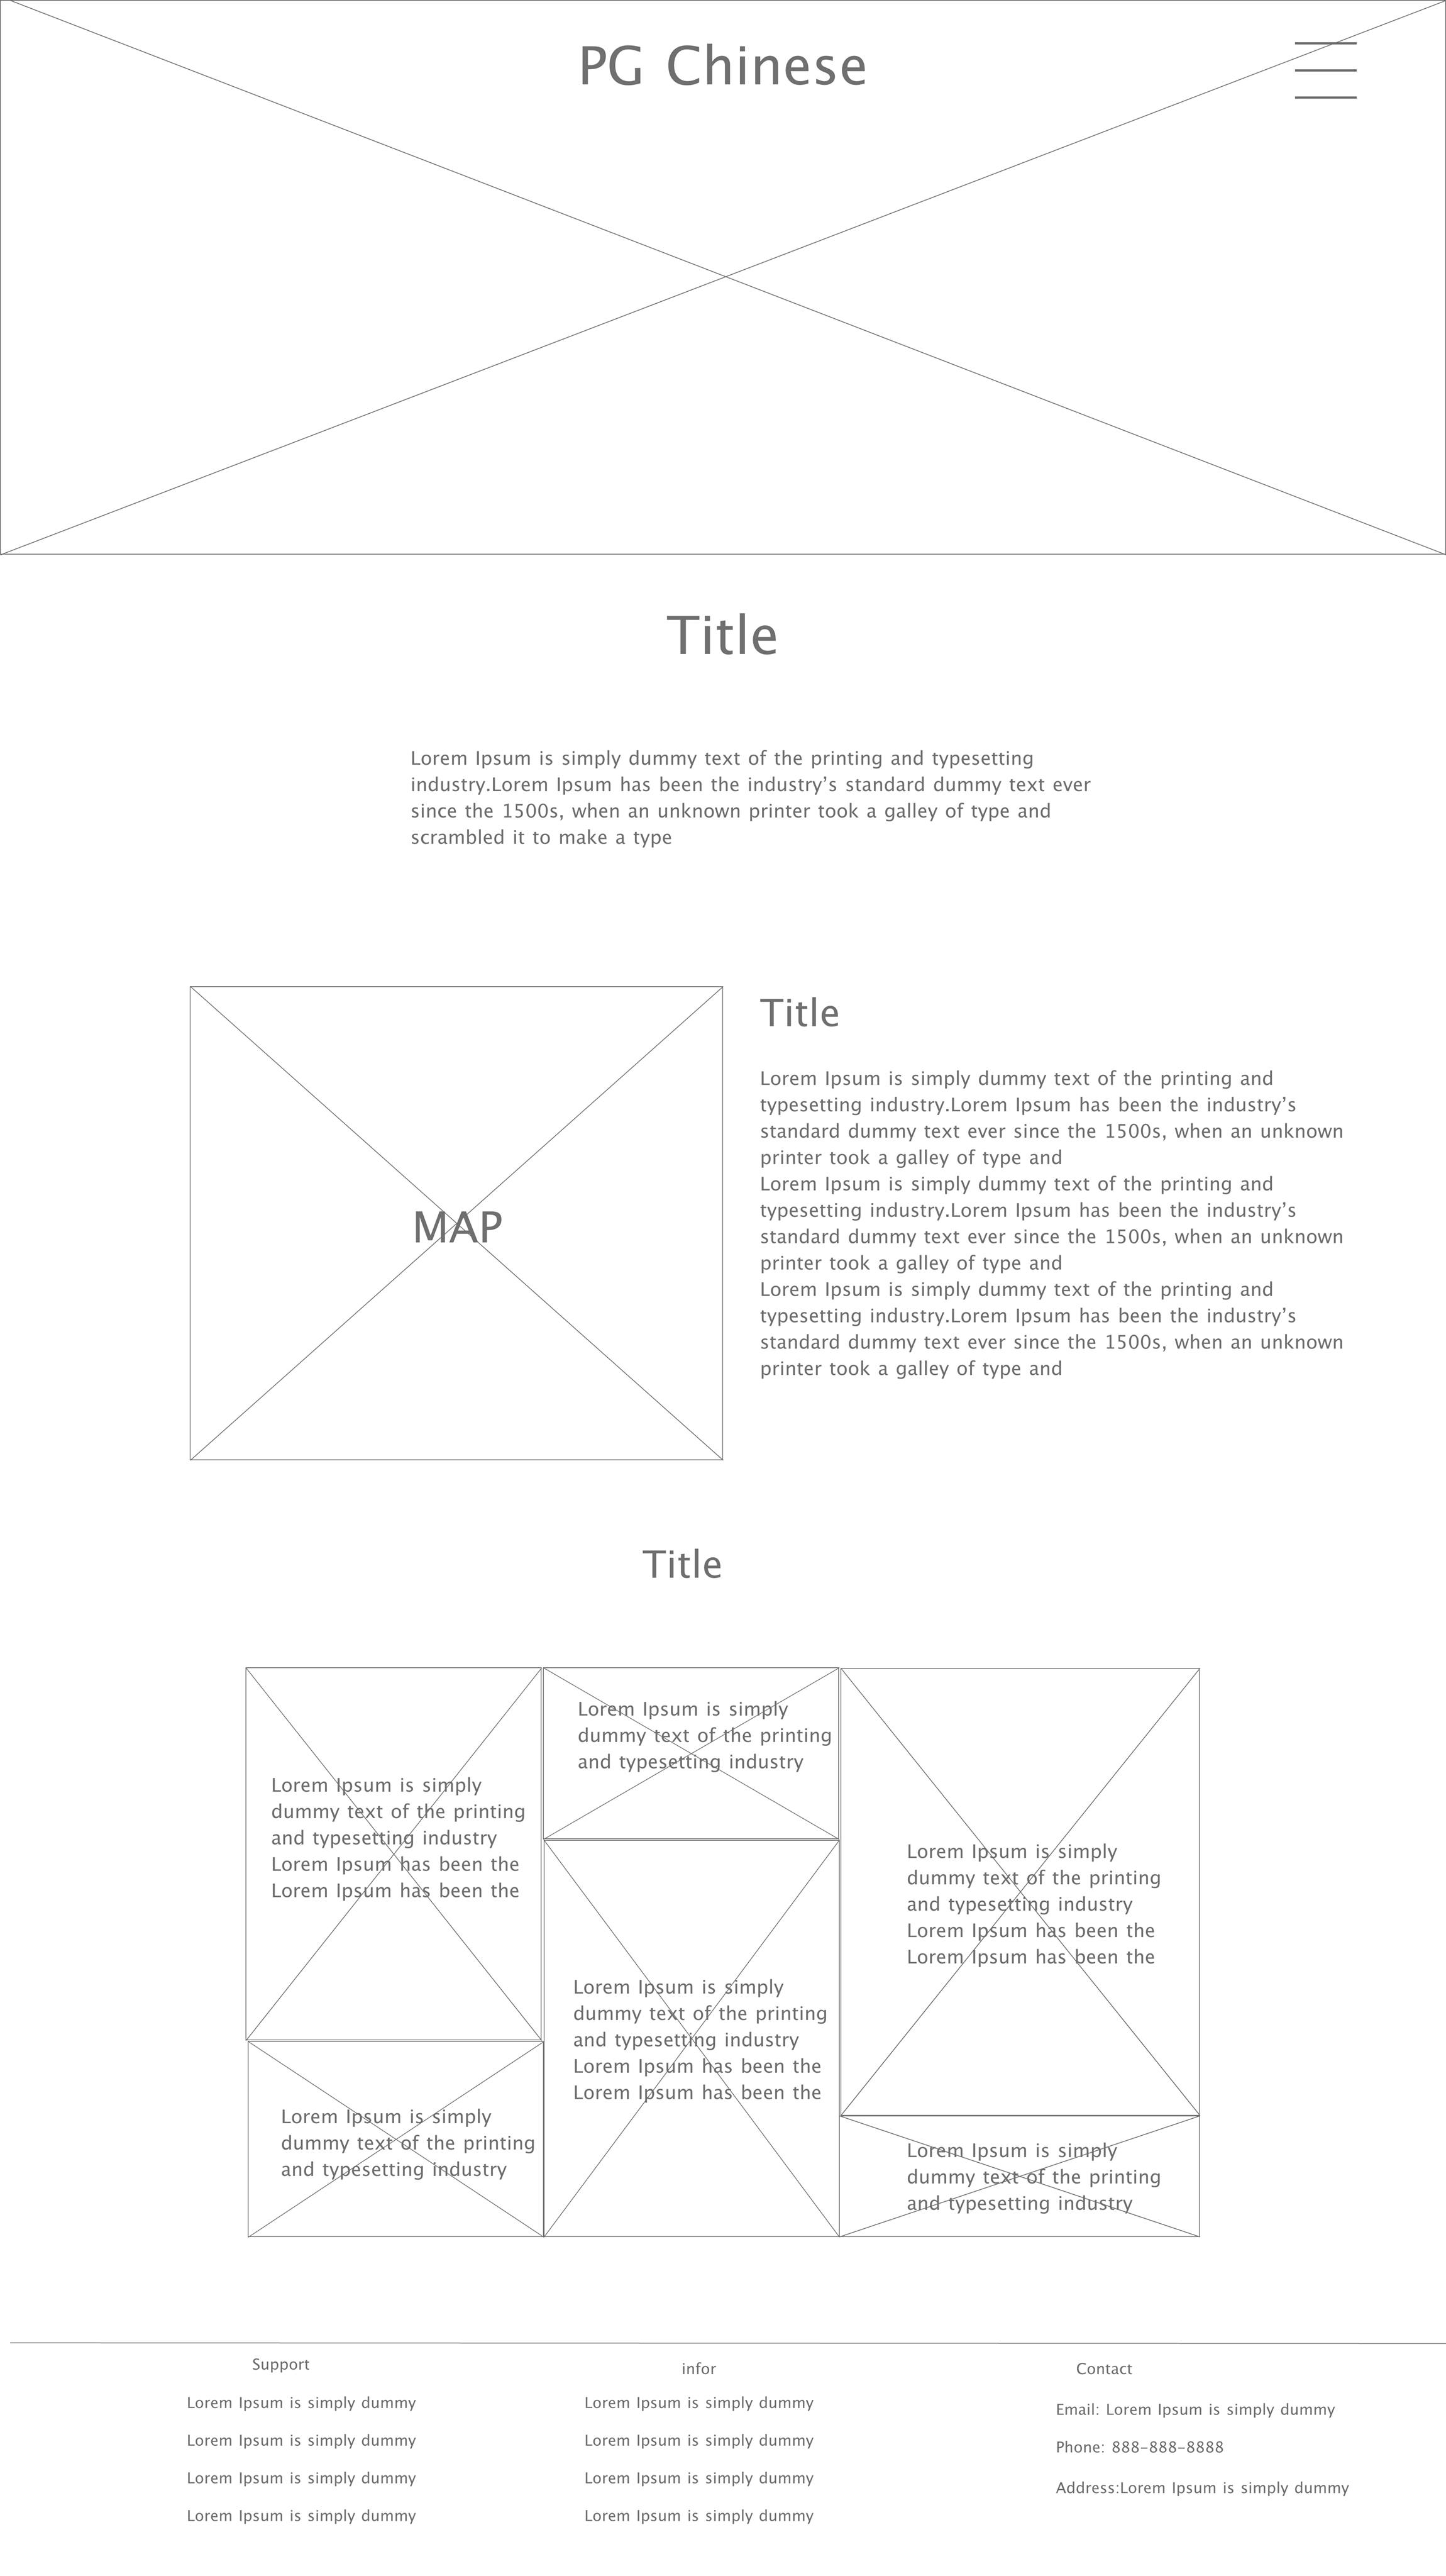 PG Chinese
Title
Lorem Ipsum is simply dummy text of the printing and typesetting
industry.Lorem Ipsum has been the industry’s standard dummy text ever
since the 1500s, when an unknown printer took a galley of type and
scrambled it to make a type
MAP
Title
Lorem Ipsum is simply dummy text of the printing and
typesetting industry.Lorem Ipsum has been the industry’s
standard dummy text ever since the 1500s, when an unknown
printer took a galley of type and
Lorem Ipsum is simply dummy text of the printing and
typesetting industry.Lorem Ipsum has been the industry’s
standard dummy text ever since the 1500s, when an unknown
printer took a galley of type and
Lorem Ipsum is simply dummy text of the printing and
typesetting industry.Lorem Ipsum has been the industry’s
standard dummy text ever since the 1500s, when an unknown
printer took a galley of type and
Title
Lorem Ipsum is simply
dummy text of the printing
and typesetting industry
Lorem Ipsum has been the
Lorem Ipsum has been the
Lorem Ipsum is simply
dummy text of the printing
and typesetting industry
Lorem Ipsum is simply
dummy text of the printing
and typesetting industry
Lorem Ipsum is simply
dummy text of the printing
and typesetting industry
Lorem Ipsum has been the
Lorem Ipsum has been the
Lorem Ipsum is simply
dummy text of the printing
and typesetting industry
Lorem Ipsum has been the
Lorem Ipsum has been the
Lorem Ipsum is simply
dummy text of the printing
and typesetting industry
Support
Lorem Ipsum is simply dummy
Lorem Ipsum is simply dummy
Lorem Ipsum is simply dummy
Lorem Ipsum is simply dummy
infor
Lorem Ipsum is simply dummy
Lorem Ipsum is simply dummy
Lorem Ipsum is simply dummy
Lorem Ipsum is simply dummy
Contact
Email: Lorem Ipsum is simply dummy
Phone: 888-888-8888
Address:Lorem Ipsum is simply dummy